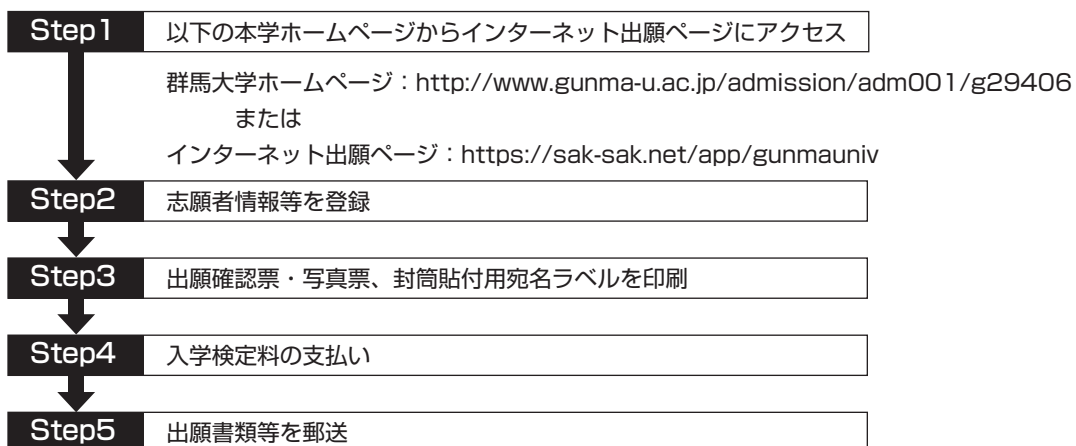 Step1 以下の本学ホームページからインターネット出願ページにアクセス
群馬大学ホームページ：http://www.gunma-u.ac.jp/admission/adm001/g29406
または
インターネット出願ページ：https://sak-sak.net/app/gunmauniv
Step2 志願者情報等を登録
Step3 出願確認票・写真票、封筒貼付用宛名ラベルを印刷
Step4 入学検定料の支払い
Step5 出願書類等を郵送